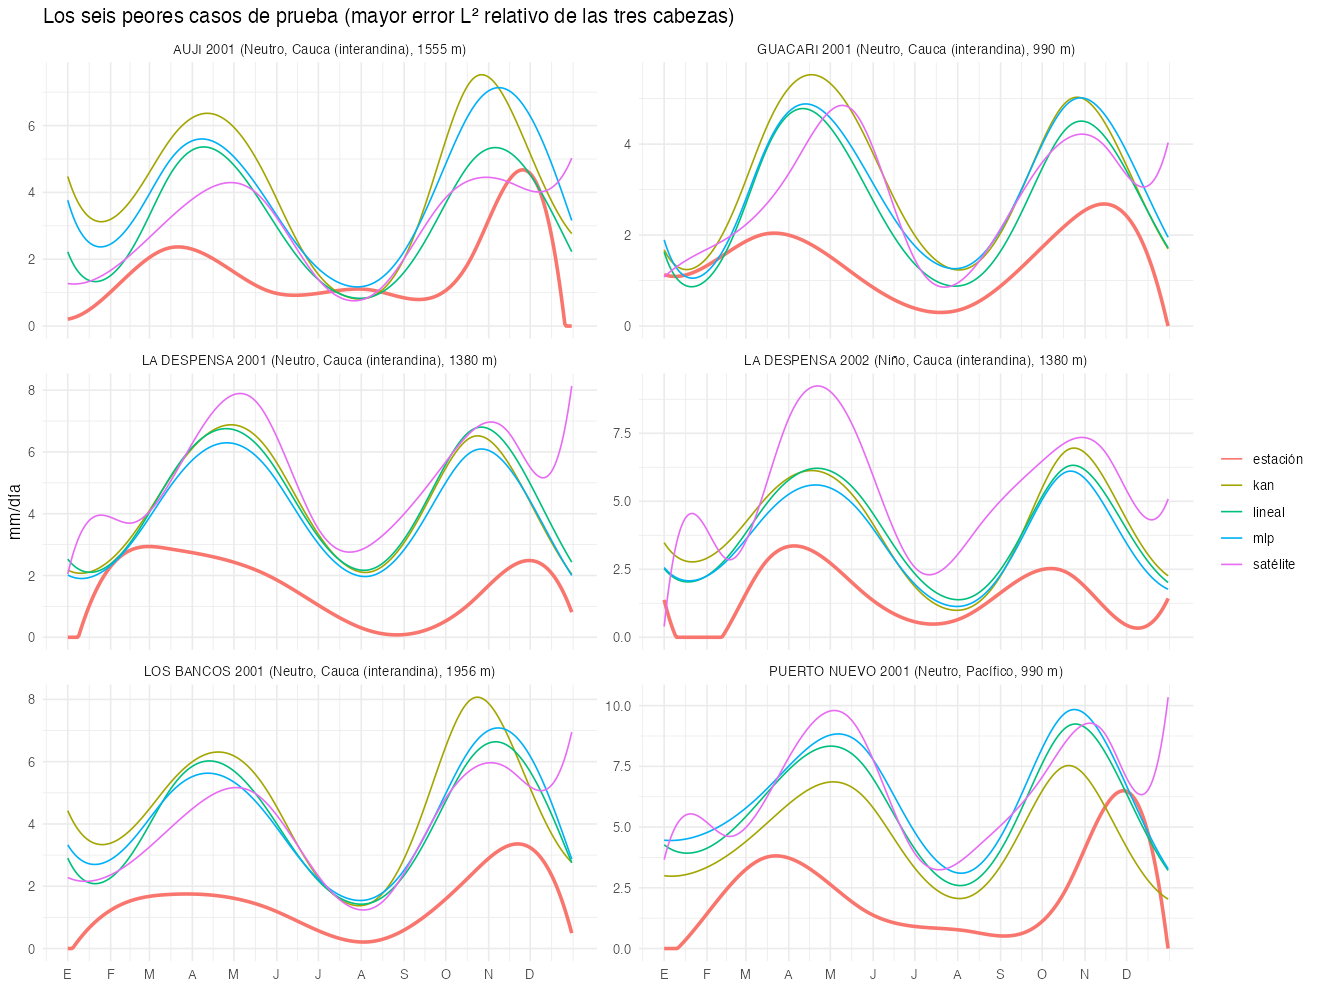 Los seis peores casos de prueba (mayor error L² relativo de las tres cabezas)
AUJI 2001 (Neutro, Cauca (interandina), 1555 m)
GUACARI 2001 (Neutro, Cauca (interandina), 990 m)
6
4
2
0
4
2
0
LA DESPENSA 2001 (Neutro, Cauca (interandina), 1380 m)
LA DESPENSA 2002 (Niño, Cauca (interandina), 1380 m)
8
6
4
2
0
7.5
5.0
2.5
0.0
mm/día
estación
kan
lineal
mlp
satélite
LOS BANCOS 2001 (Neutro, Cauca (interandina), 1956 m)
PUERTO NUEVO 2001 (Neutro, Pacífico, 990 m)
8
6
4
2
0
10.0
7.5
5.0
2.5
0.0
E F M A M J J A S O N D
E F M A M J J A S O N D